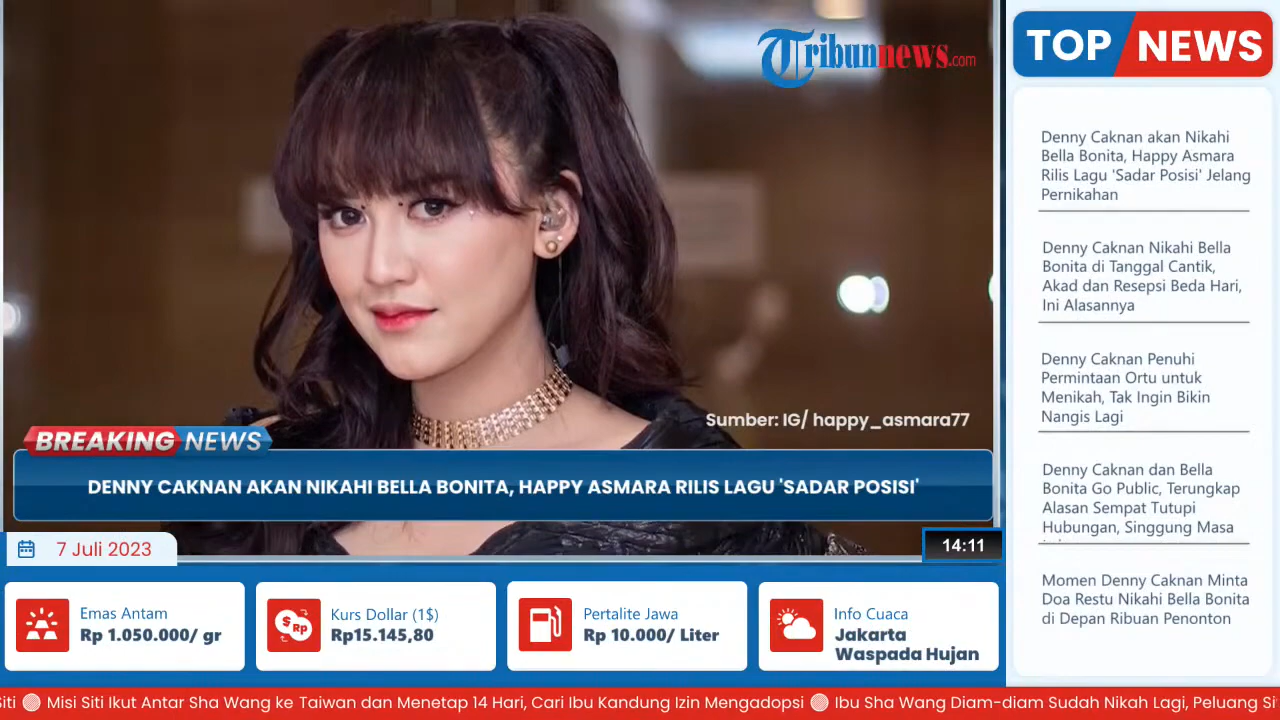 Tribunnews.com
Sumber: IG/ happy_asmara77
BREAKING NEWS
DENNY CAKNAN AKAN NIKAHI BELLA BONITA, HAPPY ASMARA RILIS LAGU 'SADAR POSISI'
7 Juli 2023
14:11
Emas Antam
Rp 1.050.000/ gr
Kurs Dollar (1$)
Rp15.145,80
Pertalite Jawa
Rp 10.000/ Liter
Info Cuaca
Jakarta
Waspada Hujan
TOP NEWS
Denny Caknan akan Nikahi
Bella Bonita, Happy Asmara
Rilis Lagu 'Sadar Posisi' Jelang
Pernikahan
Denny Caknan Nikahi Bella
Bonita di Tanggal Cantik,
Akad dan Resepsi Beda Hari,
Ini Alasannya
Denny Caknan Penuhi
Permintaan Ortu untuk
Menikah, Tak Ingin Bikin
Nangis Lagi
Denny Caknan dan Bella
Bonita Go Public, Terungkap
Alasan Sempat Tutupi
Hubungan, Singgung Masa
Momen Denny Caknan Minta
Doa Restu Nikahi Bella Bonita
di Depan Ribuan Penonton
Siti Misi Siti Ikut Antar Sha Wang ke Taiwan dan Menetap 14 Hari, Cari Ibu Kandung Izin Mengadopsi Ibu Sha Wang Diam-diam Sudah Nikah Lagi, Peluang Si